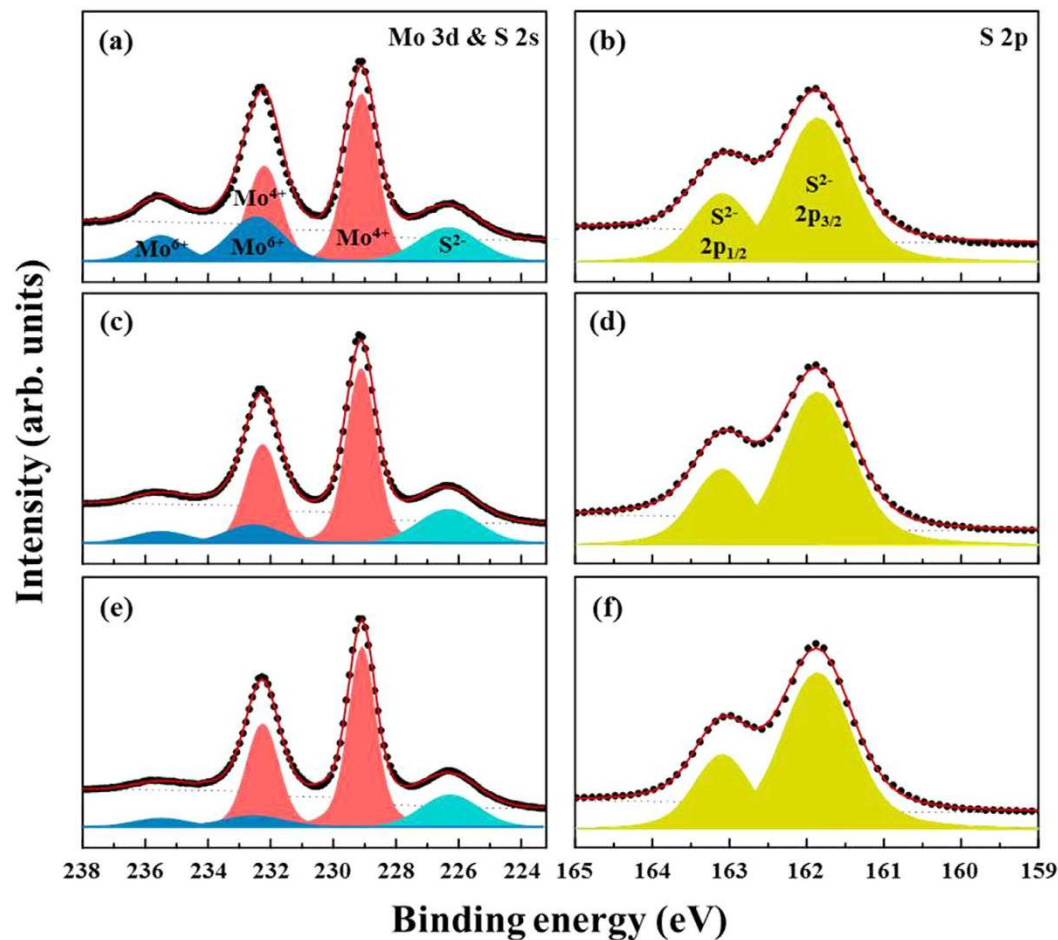 (a) Mo 3d & S 2s
(b) S 2p
Mo⁴⁺
Mo⁶⁺ Mo⁶⁺ Mo⁴⁺ S²⁻
S²⁻
2p₁/₂
S²⁻
2p₃/₂
(c)
(d)
(e)
(f)
Intensity (arb. units)
238 236 234 232 230 228 226 224
165 164 163 162 161 160 159
Binding energy (eV)